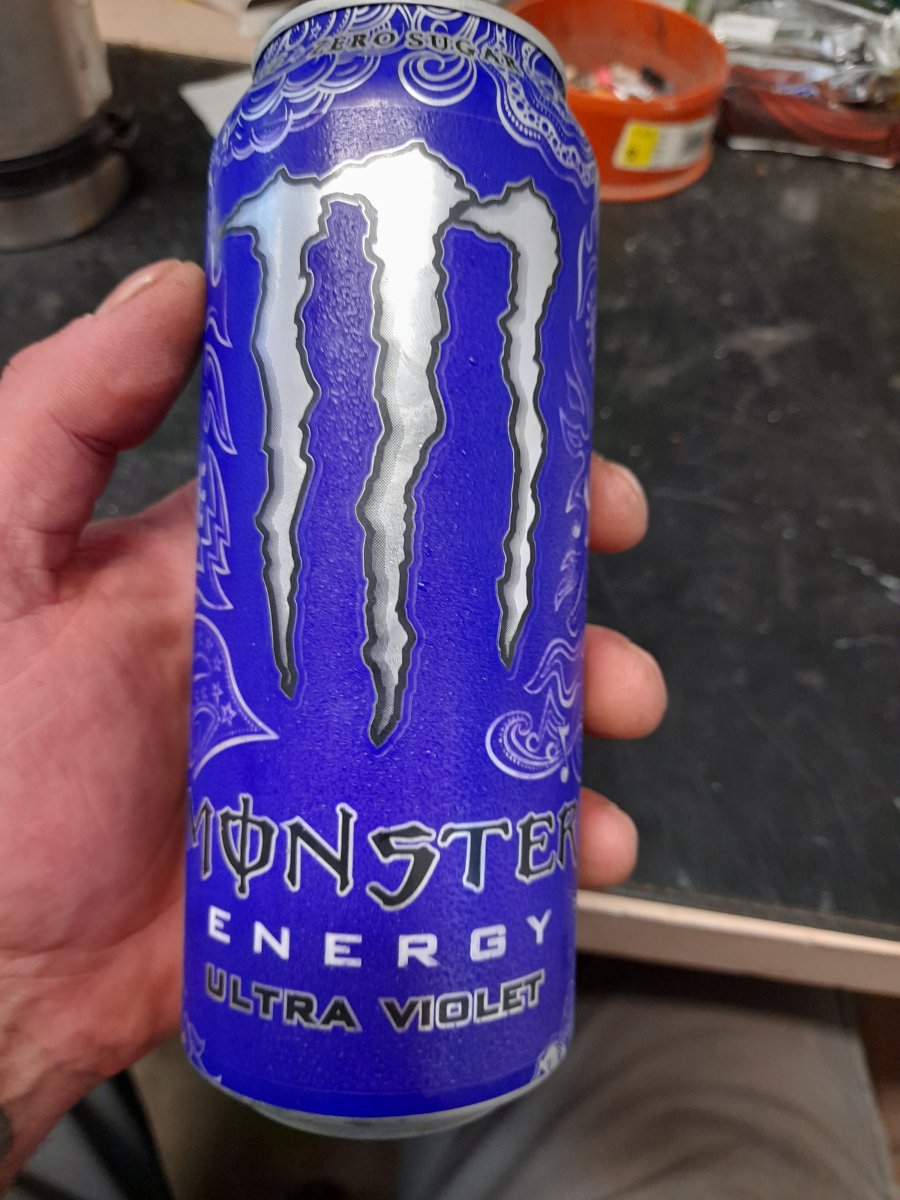 ZERO SUGAR
MONSTER
ENERGY
ULTRA VIOLET